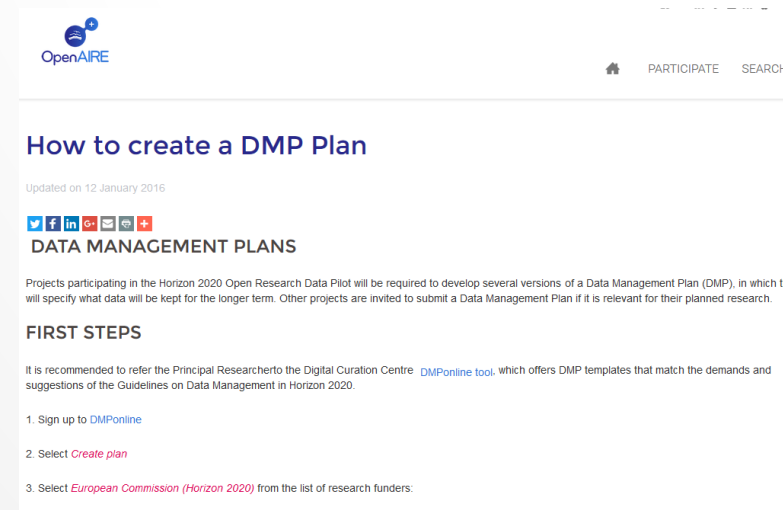 OpenAIRE
PARTICIPATE SEARCH
How to create a DMP Plan
Updated on 12 January 2016
DATA MANAGEMENT PLANS
Projects participating in the Horizon 2020 Open Research Data Pilot will be required to develop several versions of a Data Management Plan (DMP), in which
will specify what data will be kept for the longer term. Other projects are invited to submit a Data Management Plan if it is relevant for their planned research.
FIRST STEPS
It is recommended to refer the Principal Researcherto the Digital Curation Centre DMPonline tool, which offers DMP templates that match the demands and
suggestions of the Guidelines on Data Management in Horizon 2020.
1. Sign up to DMPonline
2. Select Create plan
3. Select European Commission (Horizon 2020) from the list of research funders: